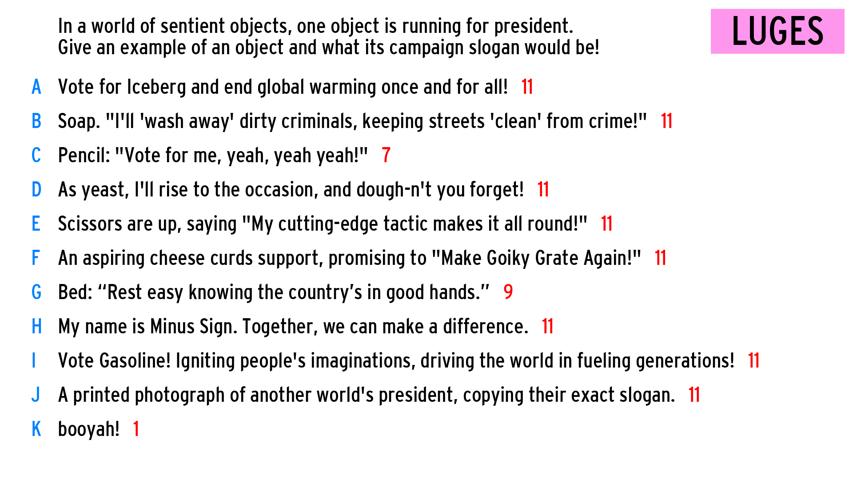 In a world of sentient objects, one object is running for president.
Give an example of an object and what its campaign slogan would be!
LUGES
A Vote for Iceberg and end global warming once and for all! 11
B Soap. "I'll 'wash away' dirty criminals, keeping streets 'clean' from crime!" 11
C Pencil: "Vote for me, yeah, yeah yeah!" 7
D As yeast, I'll rise to the occasion, and dough-n't you forget! 11
E Scissors are up, saying "My cutting-edge tactic makes it all round!" 11
F An aspiring cheese curds support, promising to "Make Goiky Grate Again!" 11
G Bed: “Rest easy knowing the country’s in good hands.” 9
H My name is Minus Sign. Together, we can make a difference. 11
I Vote Gasoline! Igniting people's imaginations, driving the world in fueling generations! 11
J A printed photograph of another world's president, copying their exact slogan. 11
K booyah! 1